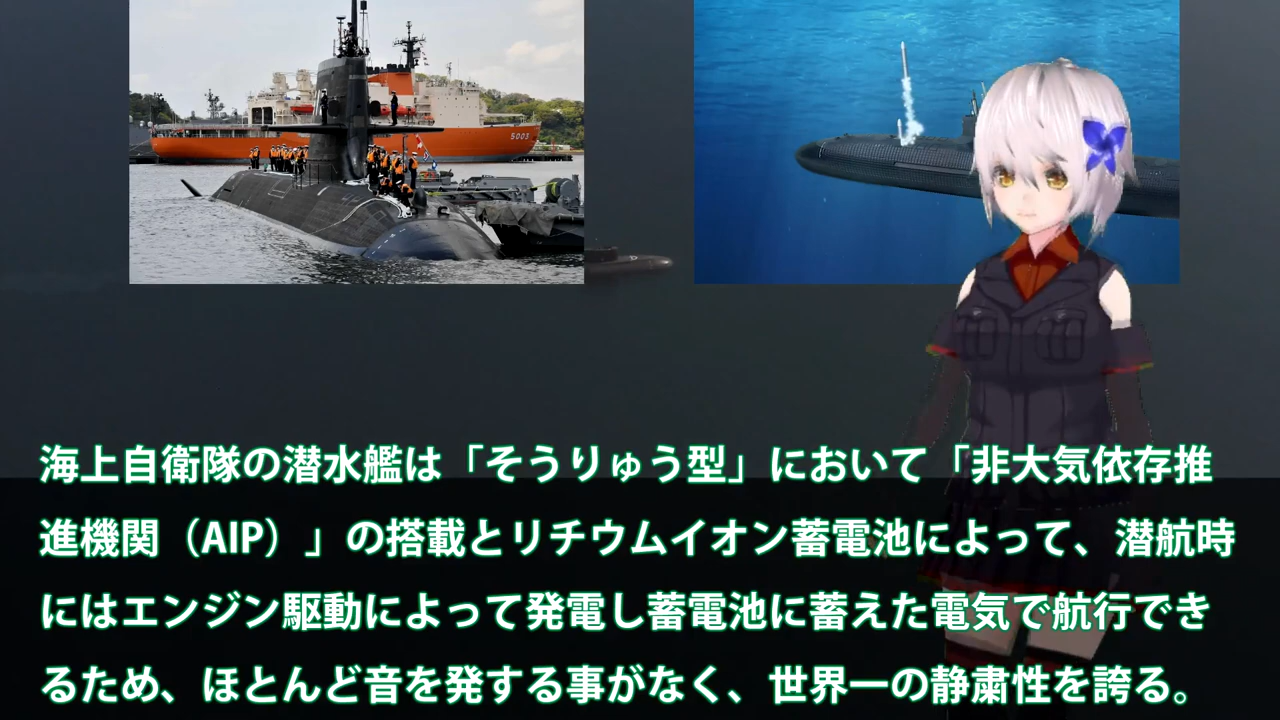 5003
海上自衛隊の潜水艦は「そうりゅう型」において「非大気依存推
進機関（AIP）」の搭載とリチウムイオン蓄電池によって、潜航時
にはエンジン駆動によって発電し蓄電池に蓄えた電気で航行でき
るため、ほとんど音を発する事がなく、世界一の静粛性を誇る。